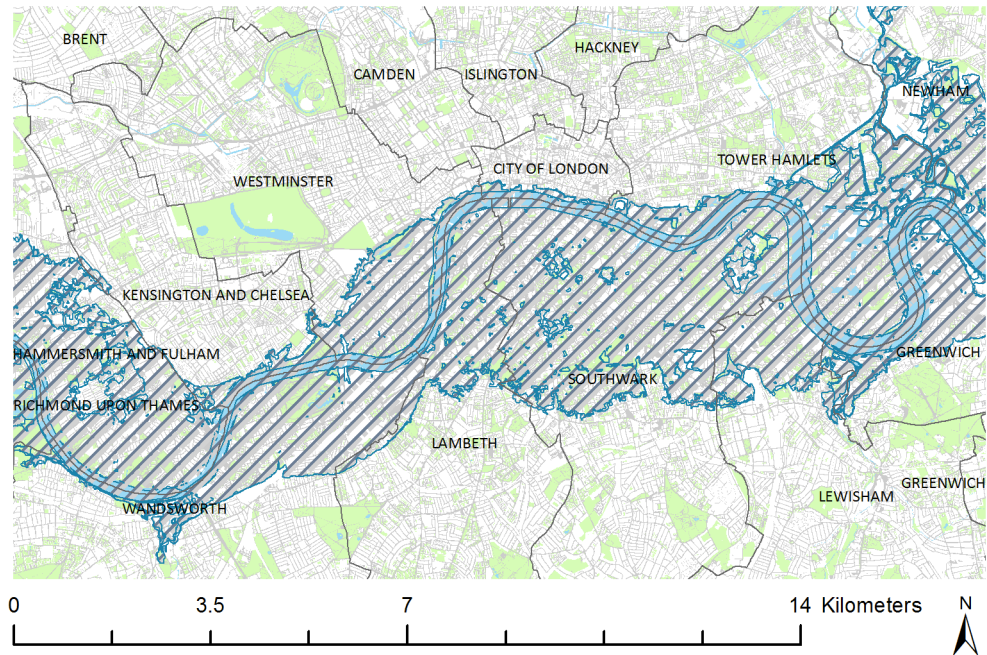 BRENT
HACKNEY
CAMDEN
ISLINGTON
NEWHAM
TOWER HAMLETS
CITY OF LONDON
WESTMINSTER
KENSINGTON AND CHELSEA
HAMMERSMITH AND FULHAM
GREENWICH
SOUTHWARK
RICHMOND UPON THAMES
LAMBETH
GREENWICH
LEWISHAM
WANDSWORTH
0 3.5 7 14 Kilometers
N